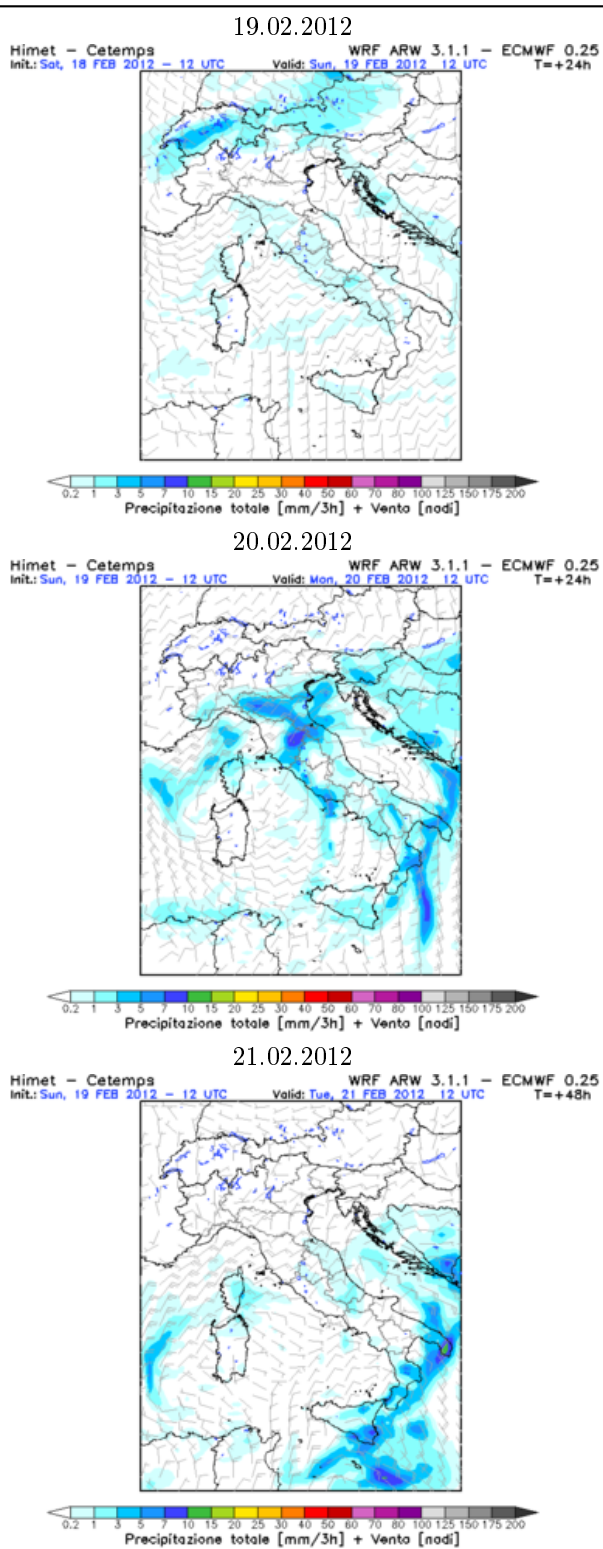 19.02.2012
Himet – Cetemps WRF ARW 3.1.1 – ECMWF 0.25
Init.: Sat, 18 FEB 2012 – 12 UTC Valid: Sun, 19 FEB 2012 12 UTC T=+24h
0.2 1 3 5 7 10 15 20 25 30 40 50 60 70 80 100 125 150 175 200
Precipitazione totale [mm/3h] + Vento [nodi]
20.02.2012
Himet – Cetemps WRF ARW 3.1.1 – ECMWF 0.25
Init.: Sun, 19 FEB 2012 – 12 UTC Valid: Mon, 20 FEB 2012 12 UTC T=+24h
0.2 1 3 5 7 10 15 20 25 30 40 50 60 70 80 100 125 150 175 200
Precipitazione totale [mm/3h] + Vento [nodi]
21.02.2012
Himet – Cetemps WRF ARW 3.1.1 – ECMWF 0.25
Init.: Sun, 19 FEB 2012 – 12 UTC Valid: Tue, 21 FEB 2012 12 UTC T=+48h
0.2 1 3 5 7 10 15 20 25 30 40 50 60 70 80 100 125 150 175 200
Precipitazione totale [mm/3h] + Vento [nodi]